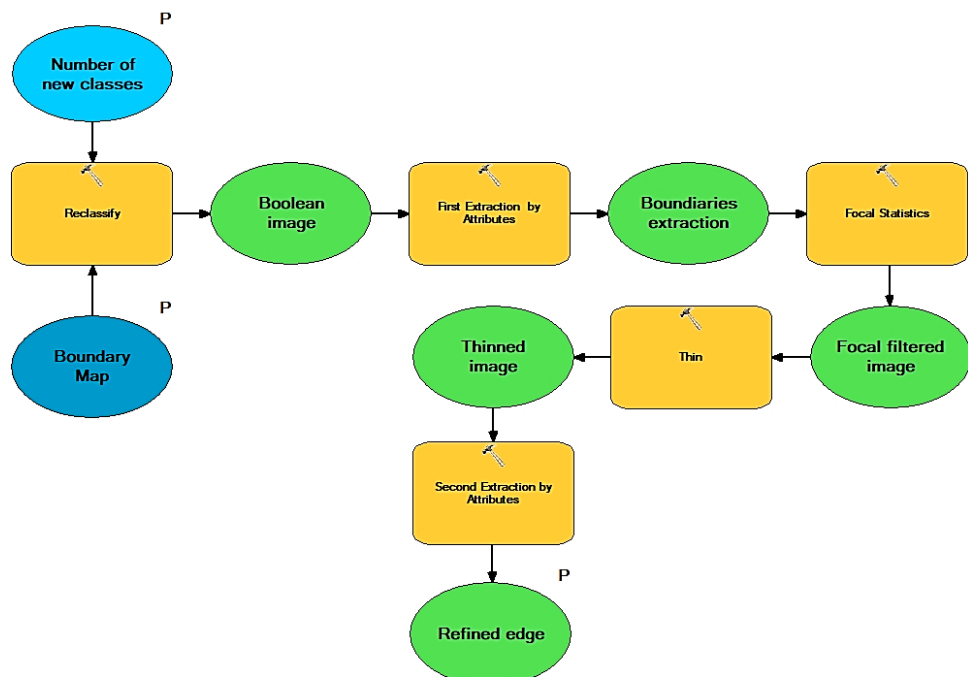 P
Number of
new classes
Reclassify
Boolean
image
First Extraction by
Attributes
Boundiaries
extraction
Focal Statistics
P
Boundary
Map
Thinned
image
Thin
Focal filtered
image
Second Extraction by
Attributes
P
Refined edge